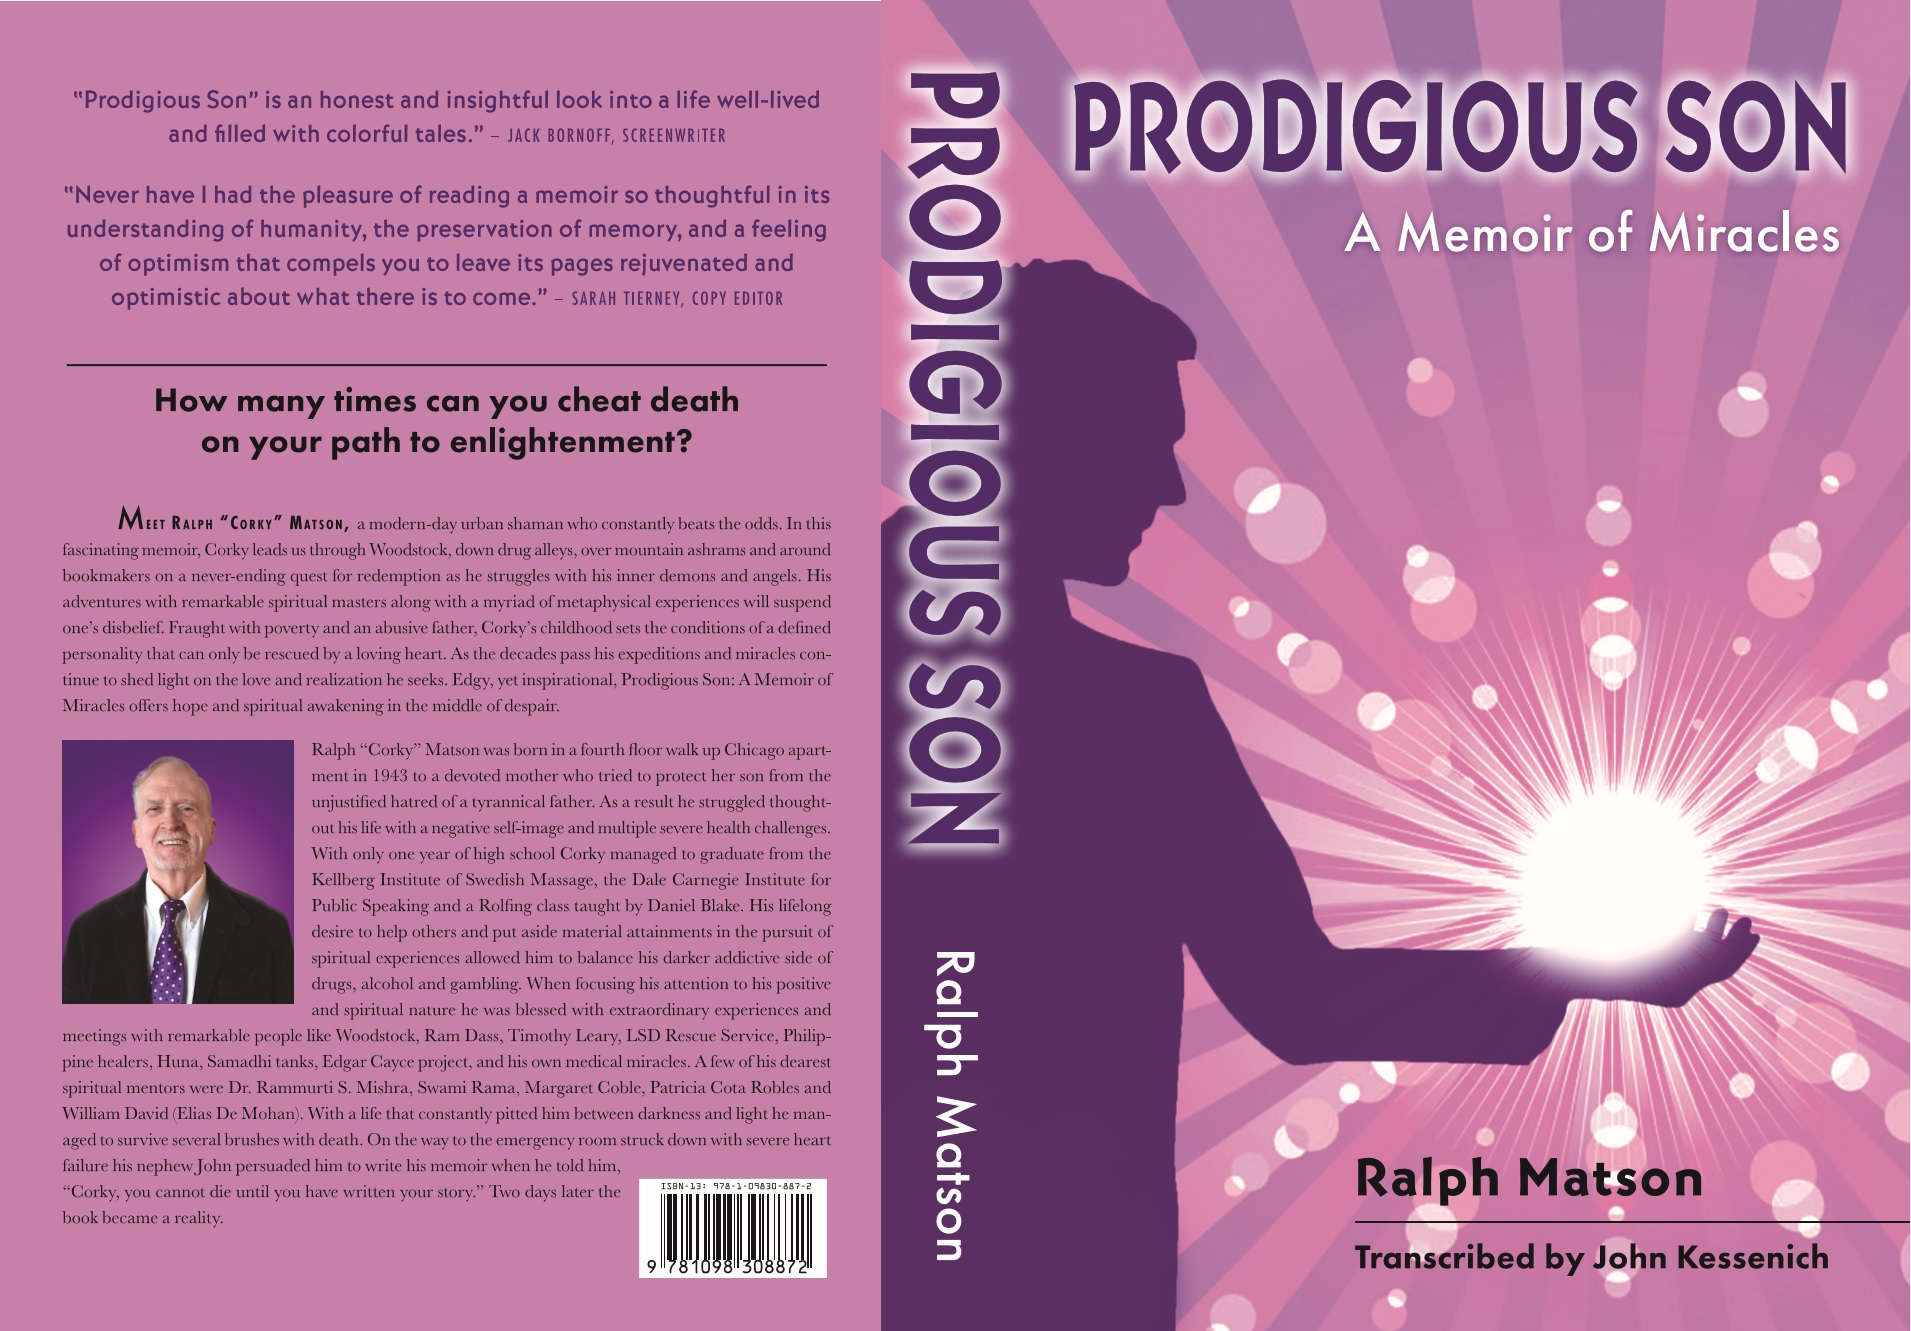 “Prodigious Son” is an honest and insightful look into a life well-lived
and filled with colorful tales.” – JACK BORNOFF, SCREENWRITER
“Never have I had the pleasure of reading a memoir so thoughtful in its
understanding of humanity, the preservation of memory, and a feeling
of optimism that compels you to leave its pages rejuvenated and
optimistic about what there is to come.” – SARAH TIERNEY, COPY EDITOR
How many times can you cheat death
on your path to enlightenment?
MEET RALPH “CORKY” MATSON, a modern-day urban shaman who constantly beats the odds. In this
fascinating memoir, Corky leads us through Woodstock, down drug alleys, over mountain ashrams and around
bookmakers on a never-ending quest for redemption as he struggles with his inner demons and angels. His
adventures with remarkable spiritual masters along with a myriad of metaphysical experiences will suspend
one’s disbelief. Fraught with poverty and an abusive father, Corky’s childhood sets the conditions of a defined
personality that can only be rescued by a loving heart. As the decades pass his expeditions and miracles con-
tinue to shed light on the love and realization he seeks. Edgy, yet inspirational, Prodigious Son: A Memoir of
Miracles offers hope and spiritual awakening in the middle of despair.
Ralph “Corky” Matson was born in a fourth floor walk up Chicago apart-
ment in 1943 to a devoted mother who tried to protect her son from the
unjustified hatred of a tyrannical father. As a result he struggled thought-
out his life with a negative self-image and multiple severe health challenges.
With only one year of high school Corky managed to graduate from the
Kellberg Institute of Swedish Massage, the Dale Carnegie Institute for
Public Speaking and a Rolfing class taught by Daniel Blake. His lifelong
desire to help others and put aside material attainments in the pursuit of
spiritual experiences allowed him to balance his darker addictive side of
drugs, alcohol and gambling. When focusing his attention to his positive
and spiritual nature he was blessed with extraordinary experiences and
meetings with remarkable people like Woodstock, Ram Dass, Timothy Leary, LSD Rescue Service, Philip-
pine healers, Huna, Samadhi tanks, Edgar Cayce project, and his own medical miracles. A few of his dearest
spiritual mentors were Dr. Rammurti S. Mishra, Swami Rama, Margaret Coble, Patricia Cota Robles and
William David (Elias De Mohan). With a life that constantly pitted him between darkness and light he man-
aged to survive several brushes with death. On the way to the emergency room struck down with severe heart
failure his nephew John persuaded him to write his memoir when he told him,
“Corky, you cannot die until you have written your story.” Two days later the
book became a reality.
ISBN-13: 978-1-09830-887-2
9 781098 308872
PRODIGIOUS SON
Ralph Matson
PRODIGIOUS SON
A Memoir of Miracles
Ralph Matson
Transcribed by John Kessenich